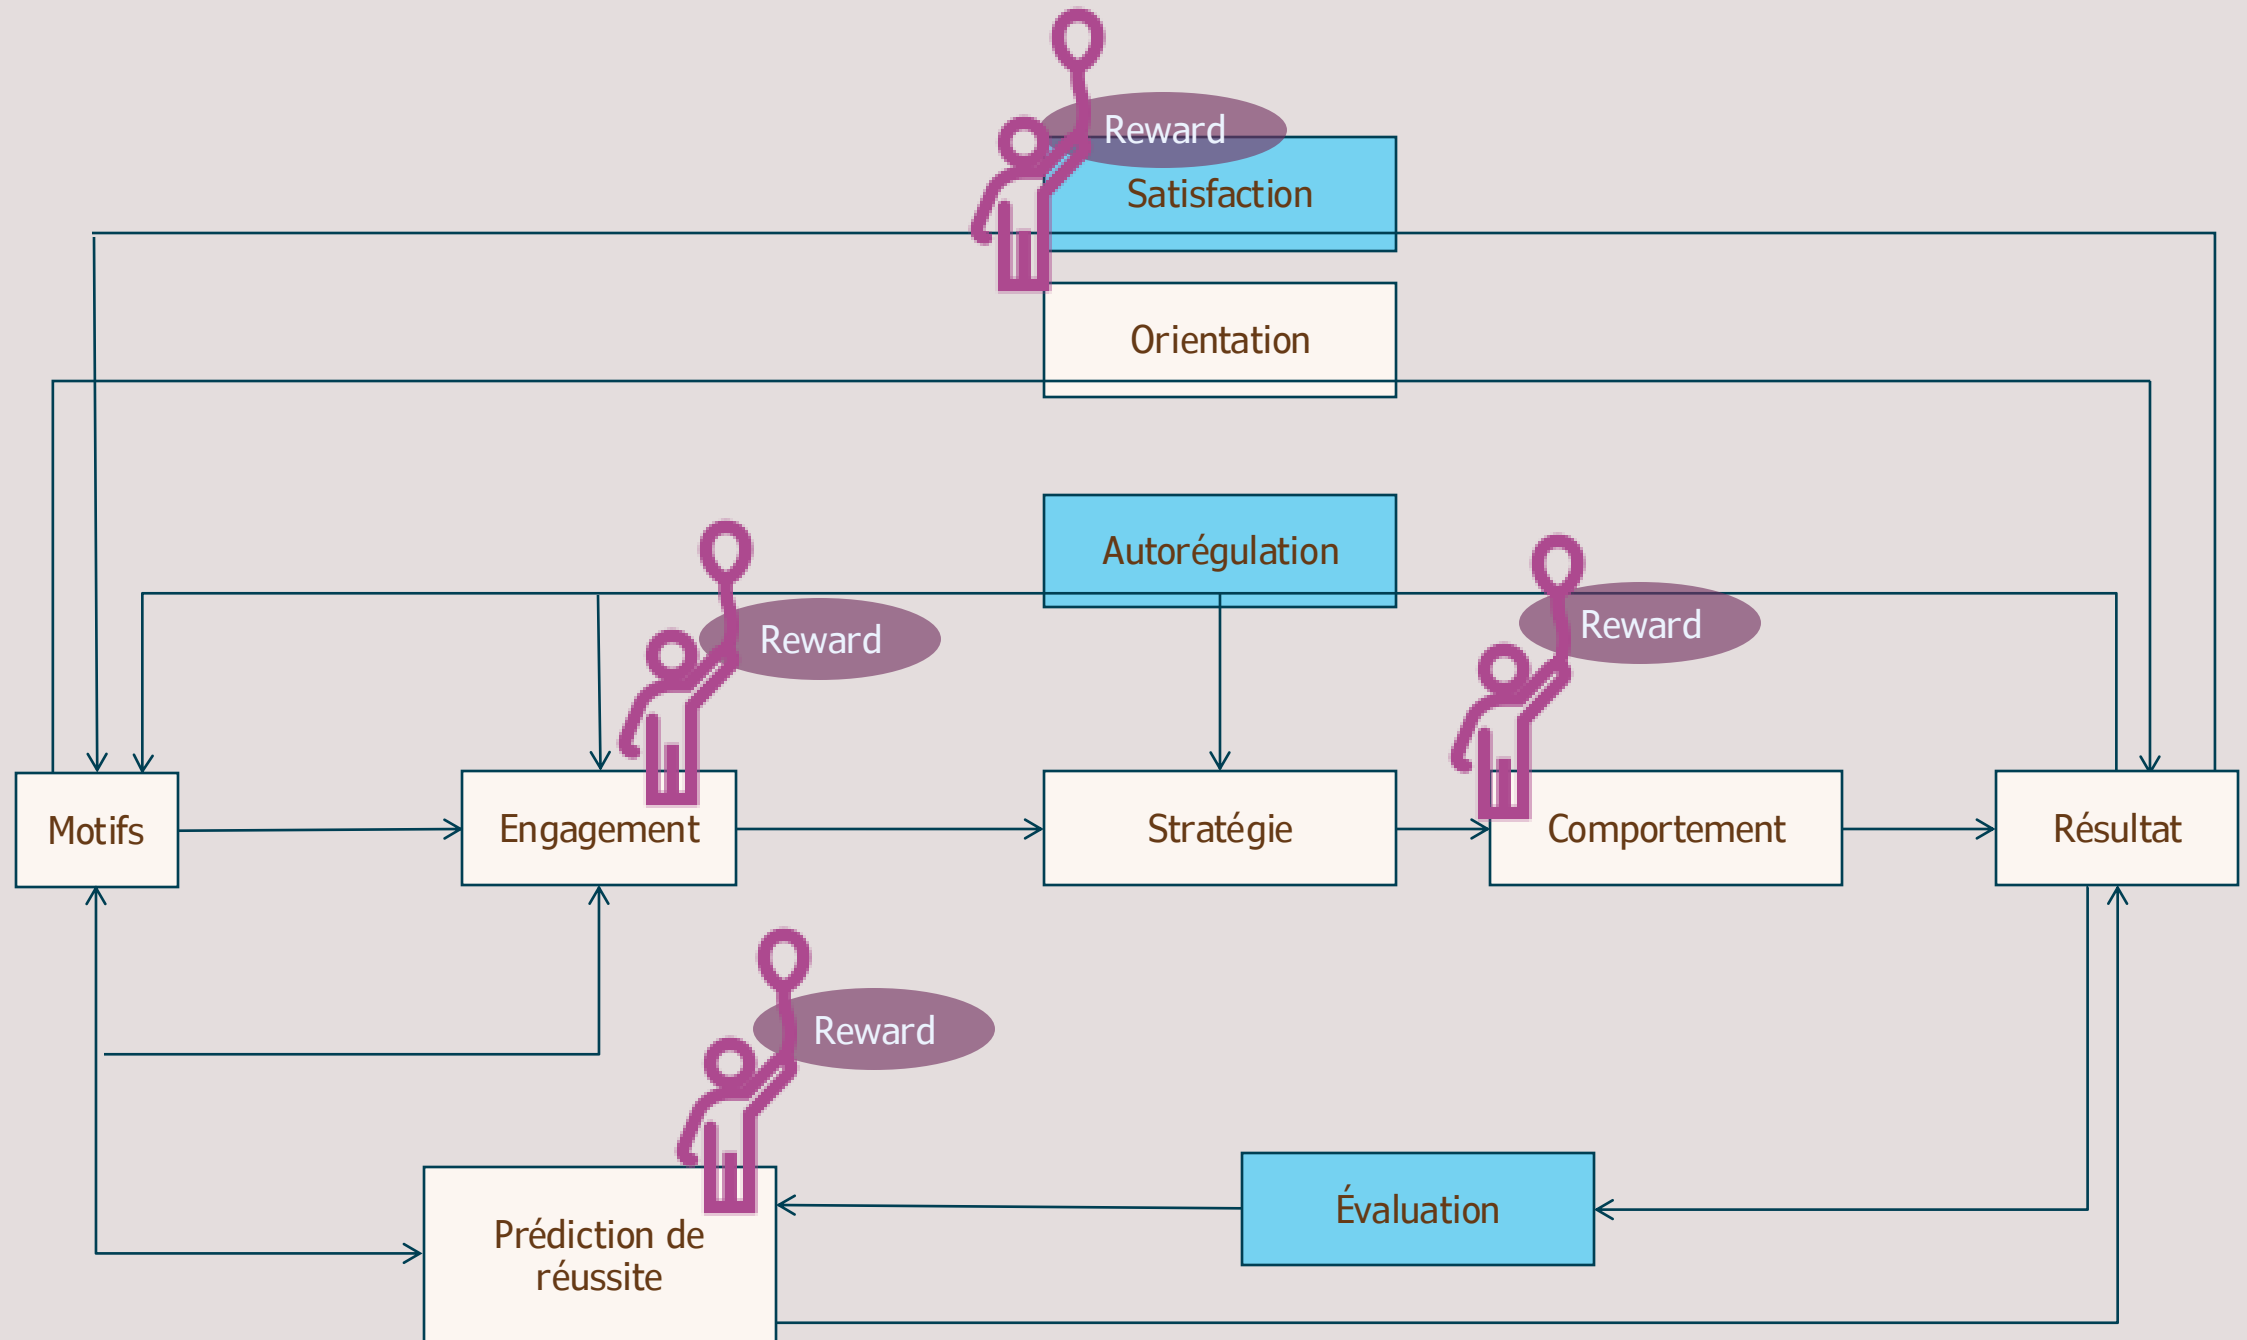 Reward
Satisfaction
Orientation
Autorégulation
Reward
Reward
Motifs
Engagement
Stratégie
Comportement
Résultat
Reward
Évaluation
Prédiction de
réussite